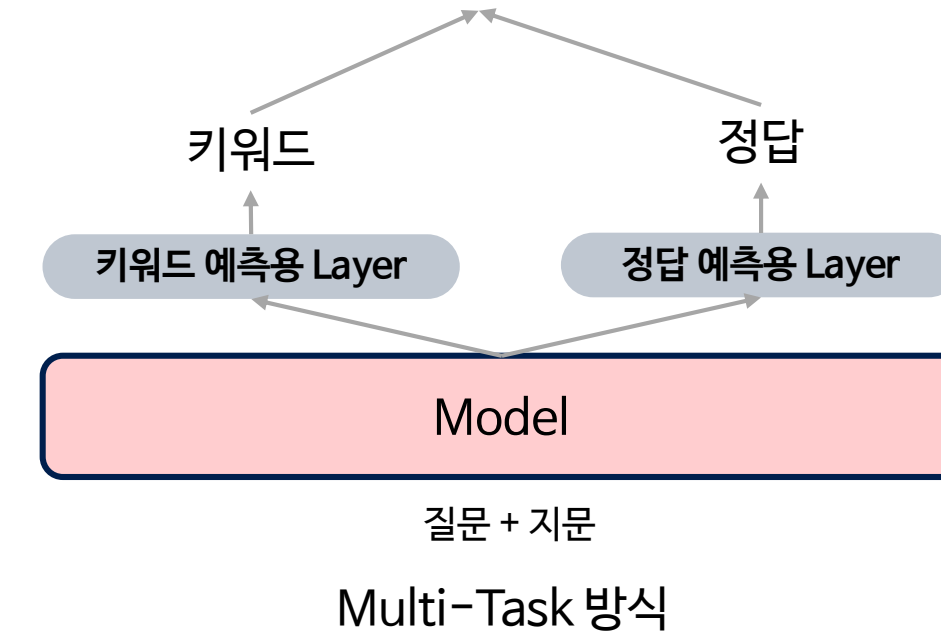 키워드
정답
키워드 예측용 Layer
정답 예측용 Layer
Model
질문 + 지문
Multi-Task 방식